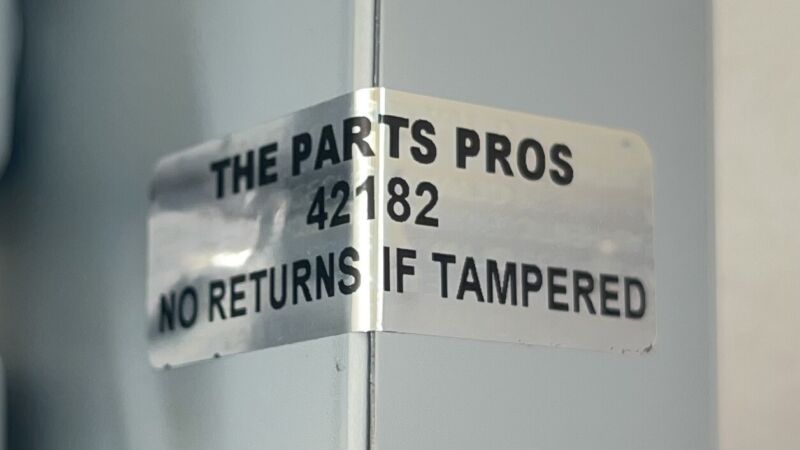 THE PARTS PROS
42182
NO RETURNS IF TAMPERED